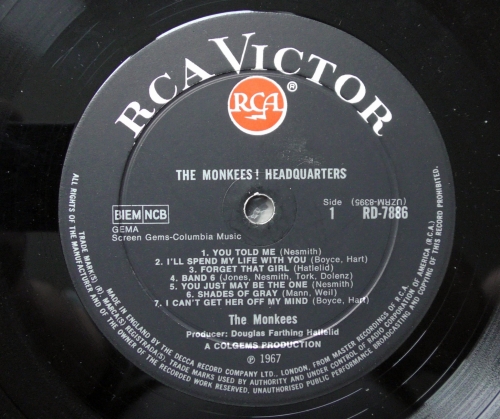 RCA VICTOR
RCA ®
THE MONKEES! HEADQUARTERS
BIEM NCB
GEMA
Screen Gems-Columbia Music
Side
1
RD-7886
(UZRM-8395)
1. YOU TOLD ME (Nesmith)
2. I'LL SPEND MY LIFE WITH YOU (Boyce, Hart)
3. FORGET THAT GIRL (Hatlelid)
4. BAND 6 (Jones, Nesmith, Tork, Dolenz)
5. YOU JUST MAY BE THE ONE (Nesmith)
6. SHADES OF GRAY (Mann, Weil)
7. I CAN'T GET HER OFF MY MIND (Boyce, Hart)
The Monkees
Producer: Douglas Farthing Hatlelid
A COLGEMS PRODUCTION
℗ 1967
MADE IN ENGLAND BY THE DECCA RECORD COMPANY LTD., LONDON, FROM MASTER RECORDINGS OF R.C.A.
TRADE MARK(S) ® MARCA(S) REGISTRADA(S) TRADE MARKS USED BY AUTHORITY AND UNDER CONTROL OF RADIO CORPORATION OF AMERICA (R.C.A.)
ALL RIGHTS OF THE MANUFACTURER AND OF THE OWNER OF THE RECORDED WORK RESERVED. UNAUTHORISED PUBLIC PERFORMANCE BROADCASTING AND COPYING OF THIS RECORD PROHIBITED